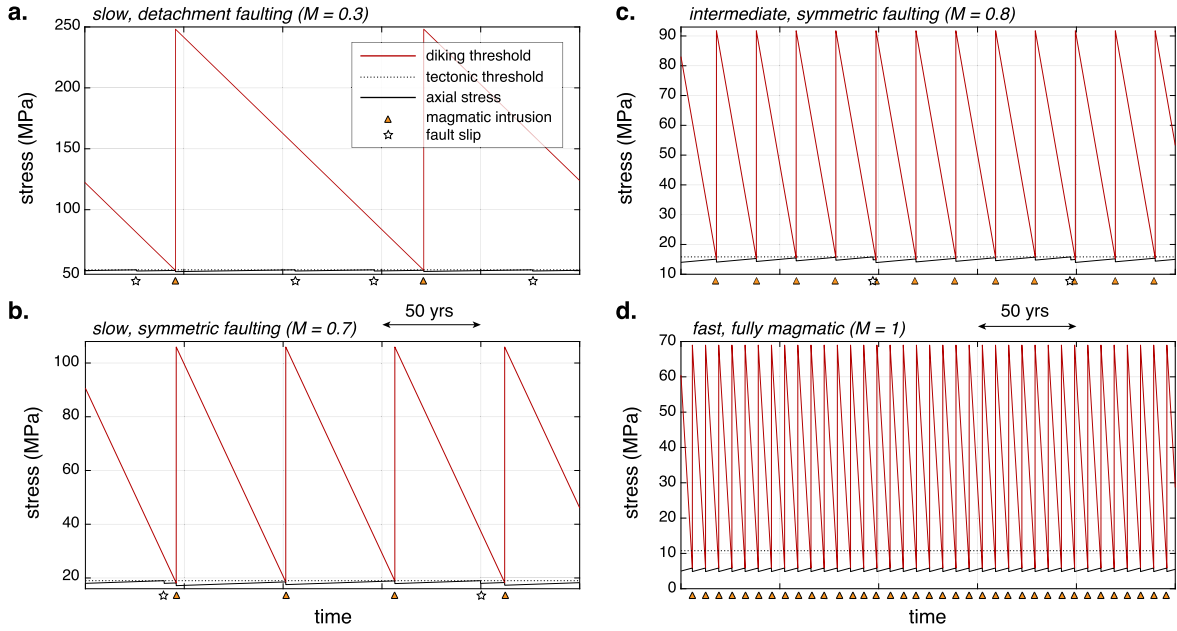 a. slow, detachment faulting (M = 0.3)
250
200
150
100
50
stress (MPa)
diking threshold
tectonic threshold
axial stress
magmatic intrusion
fault slip
b. slow, symmetric faulting (M = 0.7)
50 yrs
100
80
60
40
20
stress (MPa)
time
c. intermediate, symmetric faulting (M = 0.8)
90
80
70
60
50
40
30
20
10
stress (MPa)
d. fast, fully magmatic (M = 1)
50 yrs
70
60
50
40
30
20
10
0
stress (MPa)
time